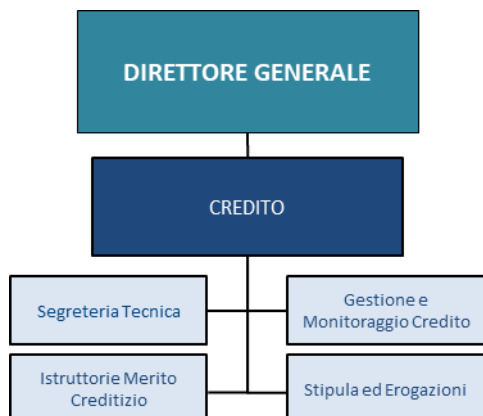 DIRETTORE GENERALE
CREDITO
Segreteria Tecnica
Gestione e
Monitoraggio Credito
Istruttorie Merito
Creditizio
Stipula ed Erogazioni